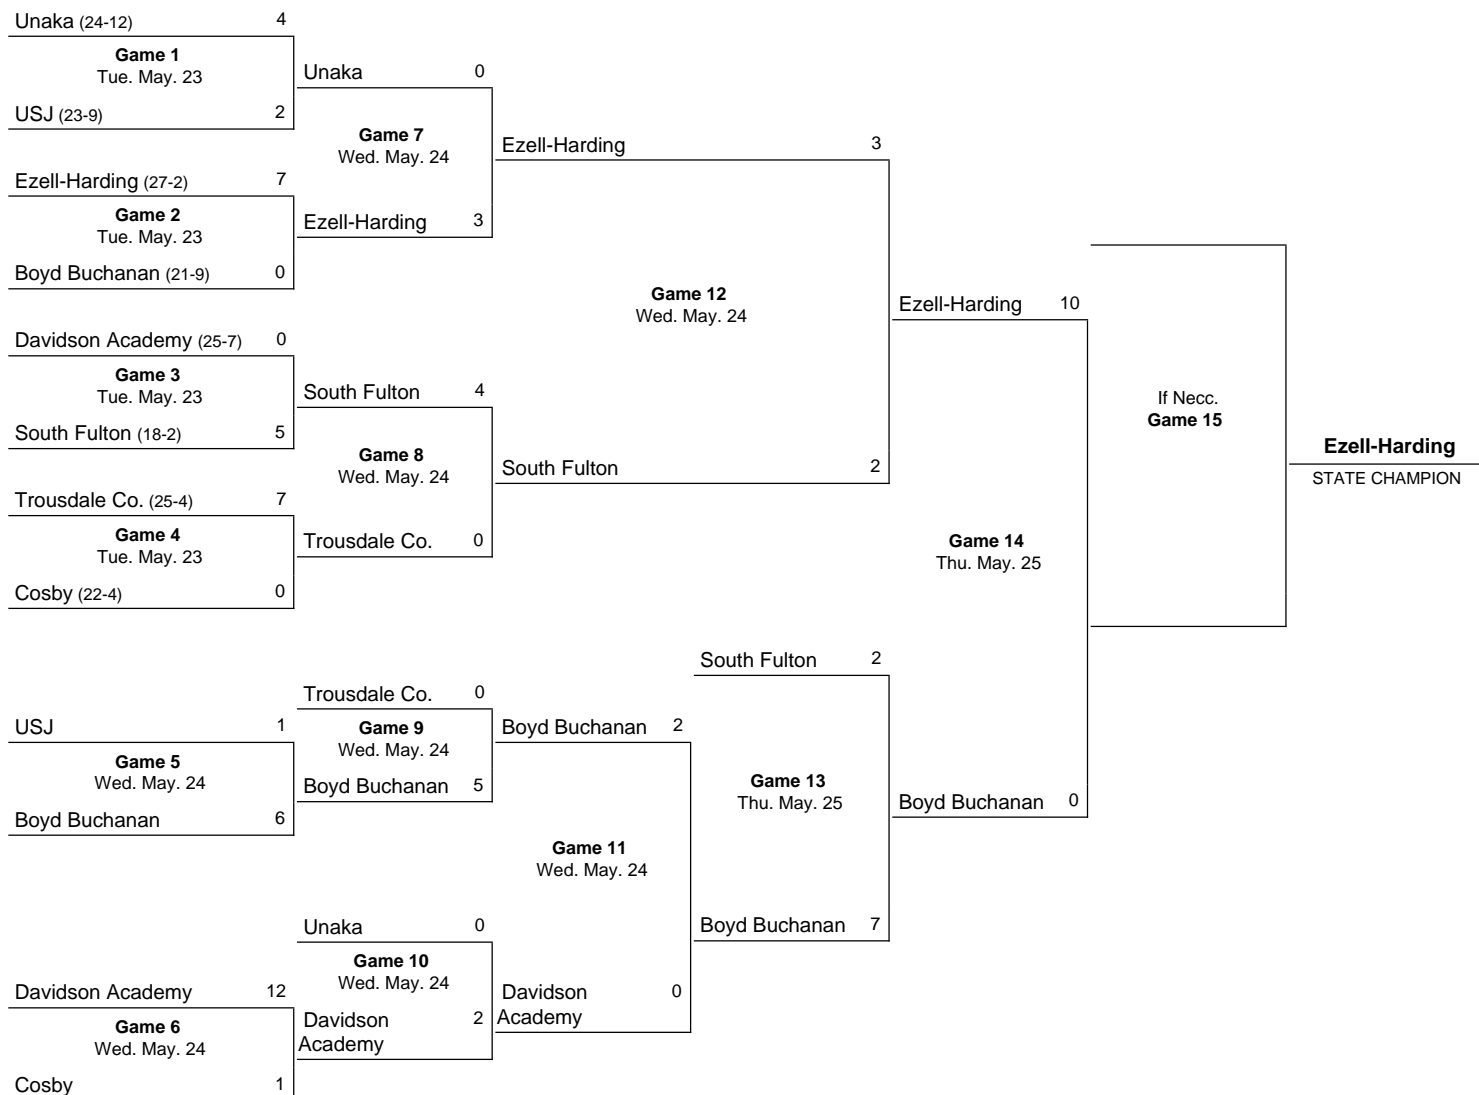 Unaka (24-12) 4
Game 1
Tue. May. 23
USJ (23-9) 2
Ezell-Harding (27-2) 7
Game 2
Tue. May. 23
Boyd Buchanan (21-9) 0
Davidson Academy (25-7) 0
Game 3
Tue. May. 23
South Fulton (18-2) 5
Trousdale Co. (25-4) 7
Game 4
Tue. May. 23
Cosby (22-4) 0
USJ 1
Game 5
Wed. May. 24
Boyd Buchanan 6
Davidson Academy 12
Game 6
Wed. May. 24
Cosby 1
Unaka 0
Game 7
Wed. May. 24
Ezell-Harding 3
South Fulton 4
Game 8
Wed. May. 24
Trousdale Co. 0
Trousdale Co. 0
Game 9
Wed. May. 24
Boyd Buchanan 5
Unaka 0
Game 10
Wed. May. 24
Davidson 2
Academy
Ezell-Harding 3
Game 12
Wed. May. 24
South Fulton 2
Boyd Buchanan 2
Game 11
Wed. May. 24
Davidson 0
Academy
South Fulton 2
Game 13
Thu. May. 25
Boyd Buchanan 7
Ezell-Harding 10
Game 14
Thu. May. 25
Boyd Buchanan 0
If Necc.
Game 15
Ezell-Harding
STATE CHAMPION